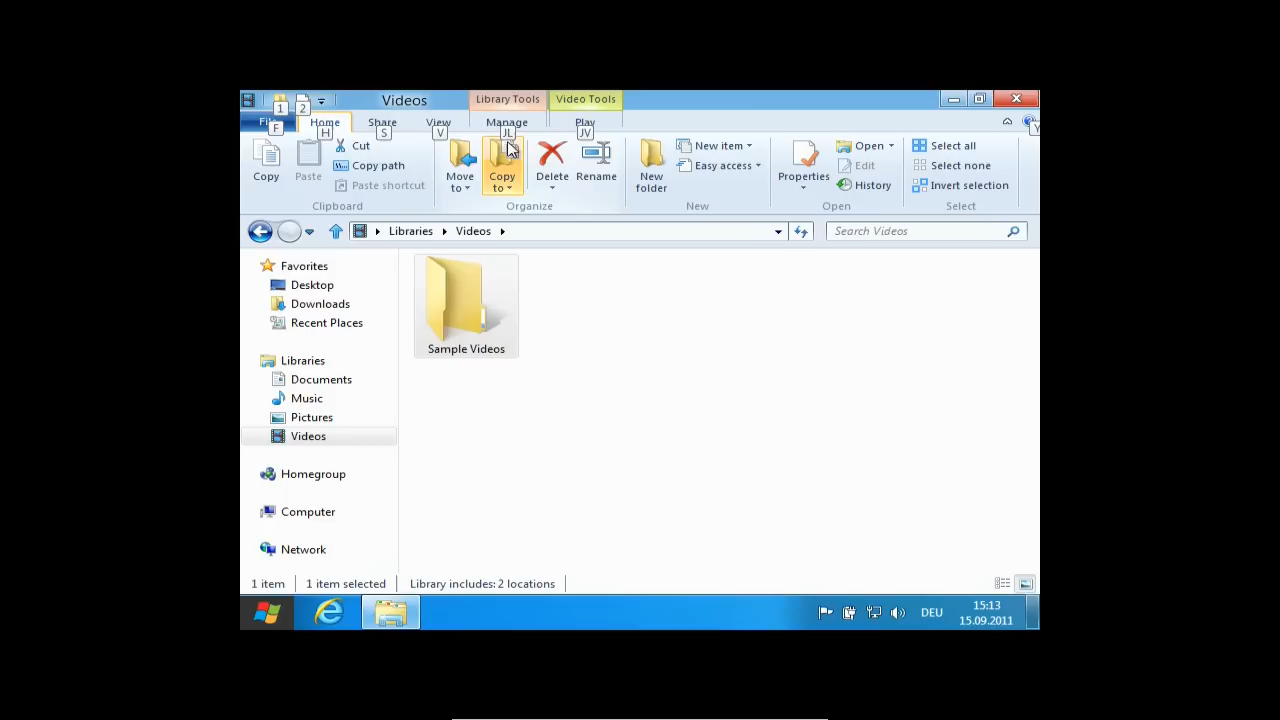 Videos Library Tools Video Tools
1 2
File Home Share View Manage Play
F H S V JL JV Y
Copy Paste Cut Move to Copy to Delete Rename New folder New item Properties Open Select all
Copy path Easy access Edit Select none
Paste shortcut History Invert selection
Clipboard Organize New Open Select
Libraries Videos Search Videos
Favorites
Desktop
Downloads
Recent Places
Libraries
Documents
Music
Pictures
Videos
Homegroup
Computer
Network
Sample Videos
1 item 1 item selected Library includes: 2 locations
DEU 15:13
15.09.2011